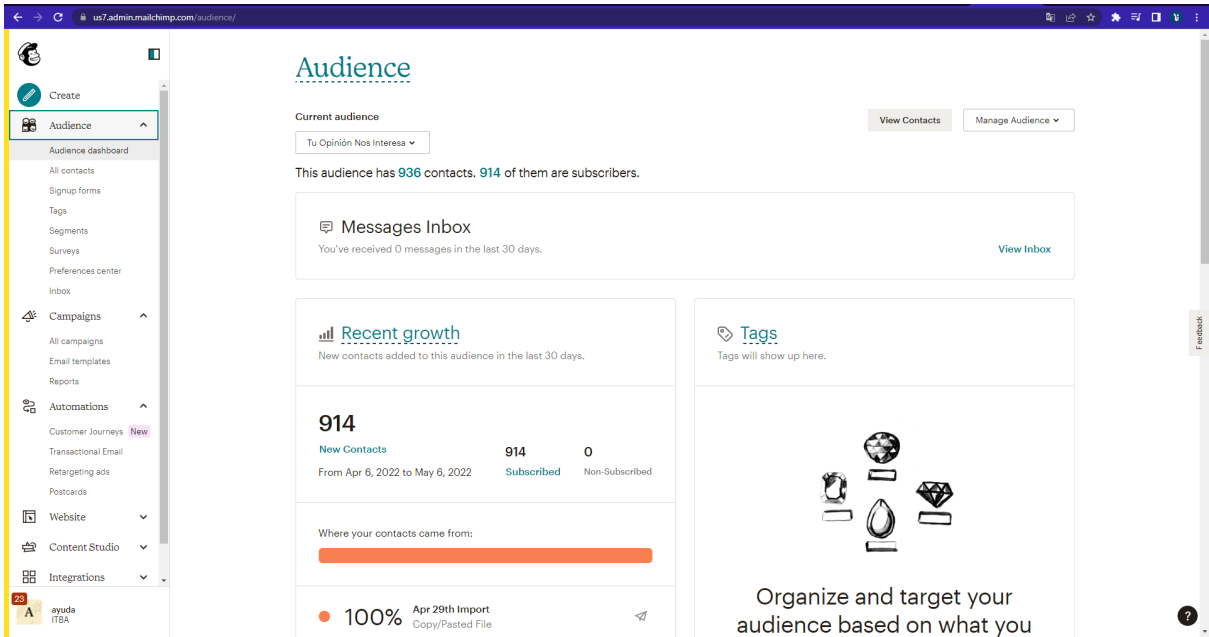 us7.admin.mailchimp.com/audience/
Create
Audience
Audience dashboard
All contacts
Signup forms
Tags
Segments
Surveys
Preferences center
Inbox
Campaigns
All campaigns
Email templates
Reports
Automations
Customer Journeys New
Transactional Email
Retargeting ads
Postcards
Website
Content Studio
Integrations
23
A
ayuda
ITBA
Audience
Current audience
Tu Opinión Nos Interesa
View Contacts
Manage Audience
This audience has 936 contacts. 914 of them are subscribers.
Messages Inbox
You've received 0 messages in the last 30 days.
View Inbox
Recent growth
New contacts added to this audience in the last 30 days.
914
New Contacts
From Apr 6, 2022 to May 6, 2022
914
Subscribed
0
Non-Subscribed
Where your contacts came from:
100%
Apr 29th Import
Copy/Pasted File
Tags
Tags will show up here.
Organize and target your
audience based on what you
Feedback
?